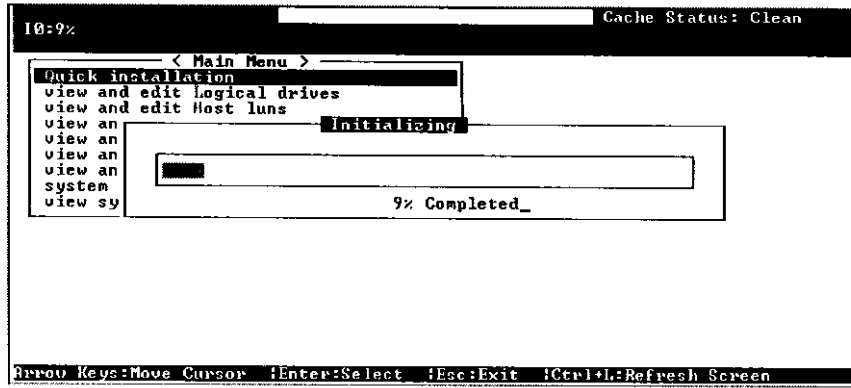 Cache Status: Clean
I0:9%
< Main Menu >
Quick installation
view and edit Logical drives
view and edit Host luns
view an
Initializing
view an
view an
view an
system
view sy
9% Completed_
Arrow Keys:Move Cursor |Enter:Select |Esc:Exit |Ctrl+L:Refresh Screen